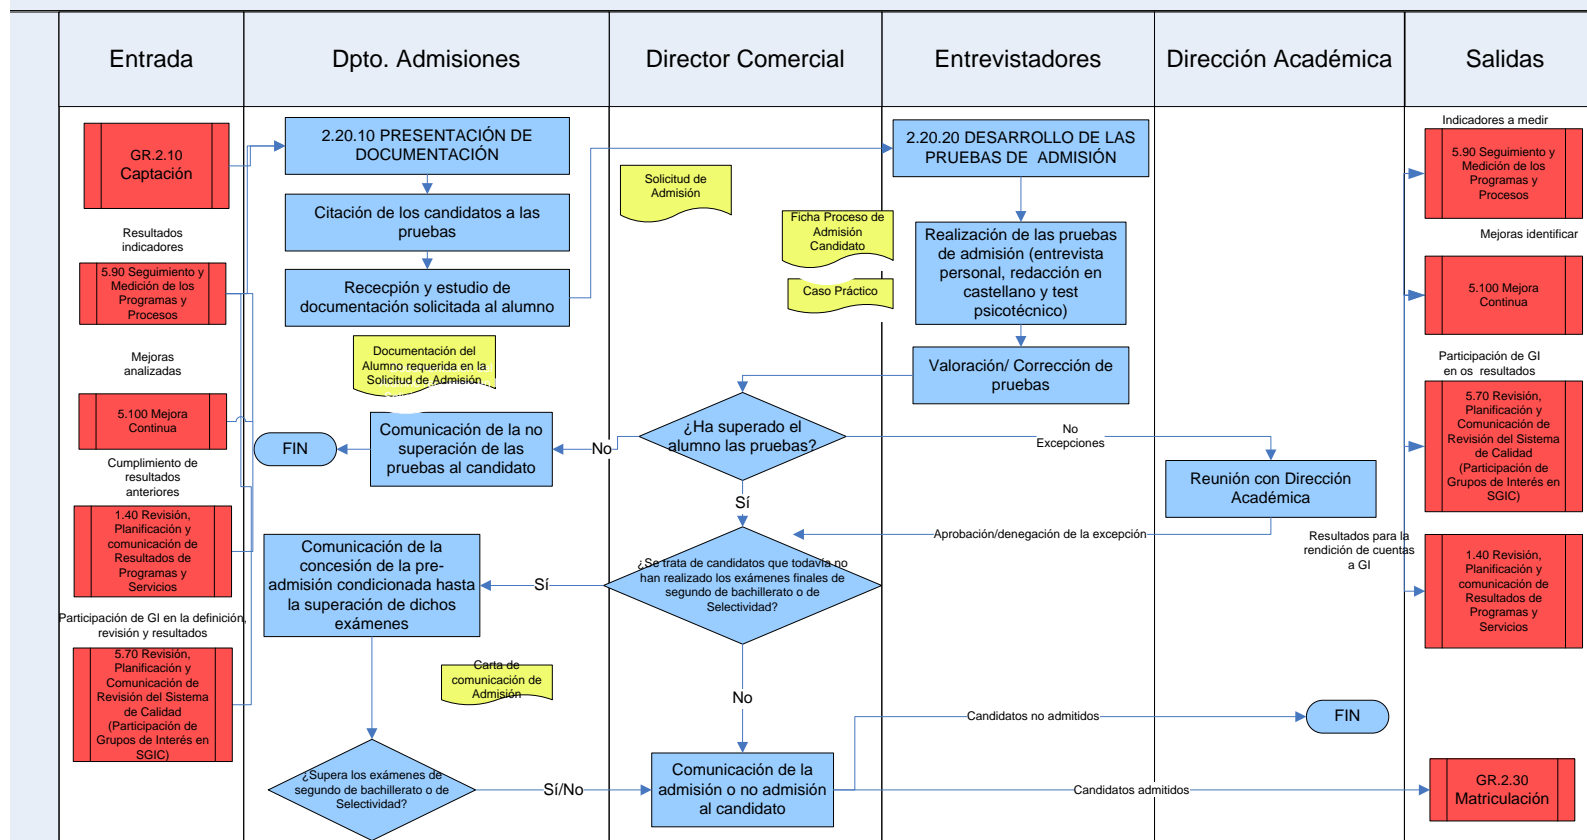 Entrada
Dpto. Admisiones
Director Comercial
Entrevistadores
Dirección Académica
Salidas
GR.2.10
Captación
Resultados
indicadores
5.90 Seguimiento y
Medición de los
Programas y
Procesos
Mejoras
analizadas
5.100 Mejora
Continua
Cumplimiento de
resultados
anteriores
1.40 Revisión,
Planificación y
comunicación de
Resultados de
Programas y
Servicios
Participación de GI en la definición,
revisión y resultados
5.70 Revisión,
Planificación y
Comunicación de
Revisión del Sistema
de Calidad
(Participación de
Grupos de Interés en
SGIC)
2.20.10 PRESENTACIÓN DE
DOCUMENTACIÓN
Citación de los candidatos a las
pruebas
Rececpión y estudio de
documentación solicitada al alumno
Documentación del
Alumno requerida en la
Solicitud de Admisión
FIN
Comunicación de la no
superación de las
pruebas al candidato
No
Comunicación de la
concesión de la pre-
admisión condicionada hasta
la superación de dichos
exámenes
Sí
Carta de
comunicación de
Admisión
¿Supera los exámenes de
segundo de bachillerato o de
Selectividad?
Sí/No
Solicitud de
Admisión
Ficha Proceso de
Admisión
Candidato
Caso Práctico
¿Ha superado el
alumno las pruebas?
Sí
¿Se trata de candidatos que todavía no
han realizado los exámenes finales de
segundo de bachillerato o de
Selectividad?
No
Comunicación de la
admisión o no admisión
al candidato
2.20.20 DESARROLLO DE LAS
PRUEBAS DE  ADMISIÓN
Realización de las pruebas
de admisión (entrevista
personal, redacción en
castellano y test
psicotécnico)
Valoración/ Corrección de
pruebas
No
Excepciones
Reunión con Dirección
Académica
Aprobación/denegación de la excepción
Candidatos no admitidos
FIN
Candidatos admitidos
Indicadores a medir
5.90 Seguimiento y
Medición de los
Programas y
Procesos
Mejoras identificar
5.100 Mejora
Continua
Participación de GI
en os  resultados
5.70 Revisión,
Planificación y
Comunicación de
Revisión del Sistema
de Calidad
(Participación de
Grupos de Interés en
SGIC)
Resultados para la
rendición de cuentas
a GI
1.40 Revisión,
Planificación y
comunicación de
Resultados de
Programas y
Servicios
GR.2.30
Matriculación